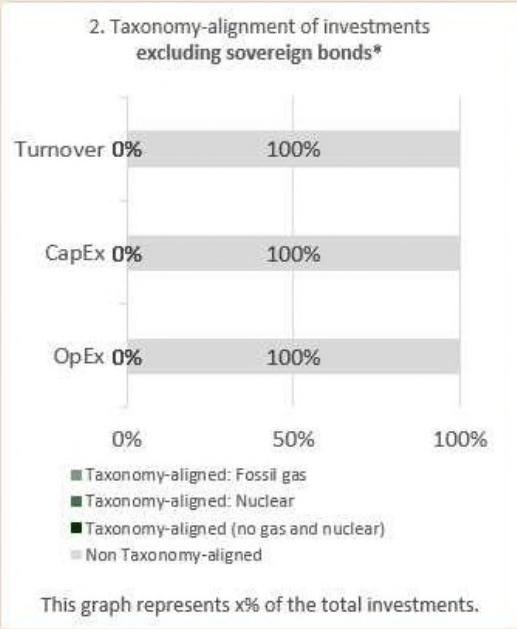 2. Taxonomy-alignment of investments
excluding sovereign bonds*
Turnover 0% 100%
CapEx 0% 100%
OpEx 0% 100%
0% 50% 100%
Taxonomy-aligned: Fossil gas
Taxonomy-aligned: Nuclear
Taxonomy-aligned (no gas and nuclear)
Non Taxonomy-aligned
This graph represents x% of the total investments.